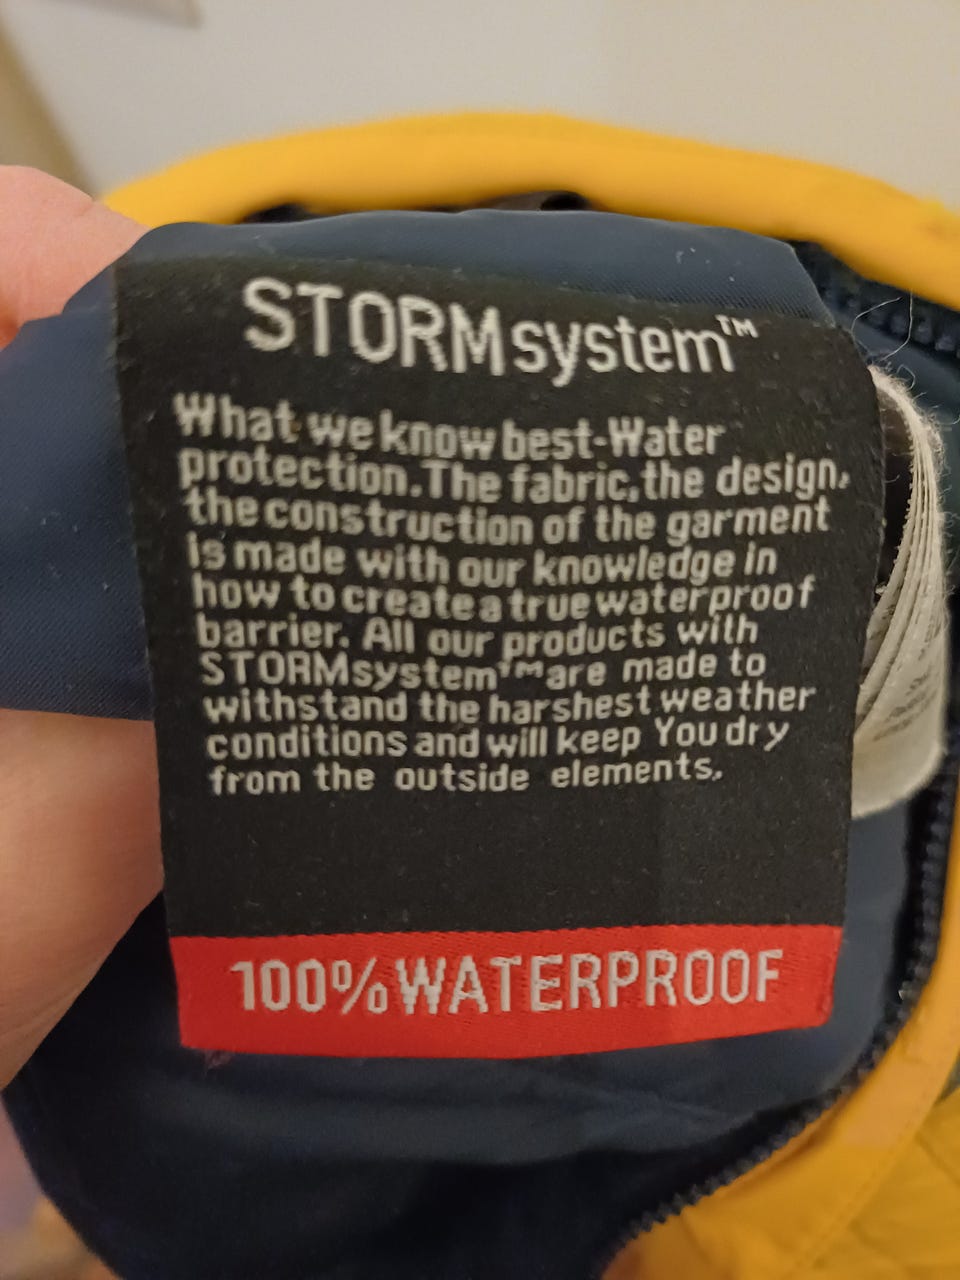 STORMsystem™
What we know best-Water
protection.The fabric,the design,
the construction of the garment
is made with our knowledge in
how to create a true waterproof
barrier. All our products with
STORMsystem™are made to
withstand the harshest weather
conditions and will keep You dry
from the outside elements.
100% WATERPROOF